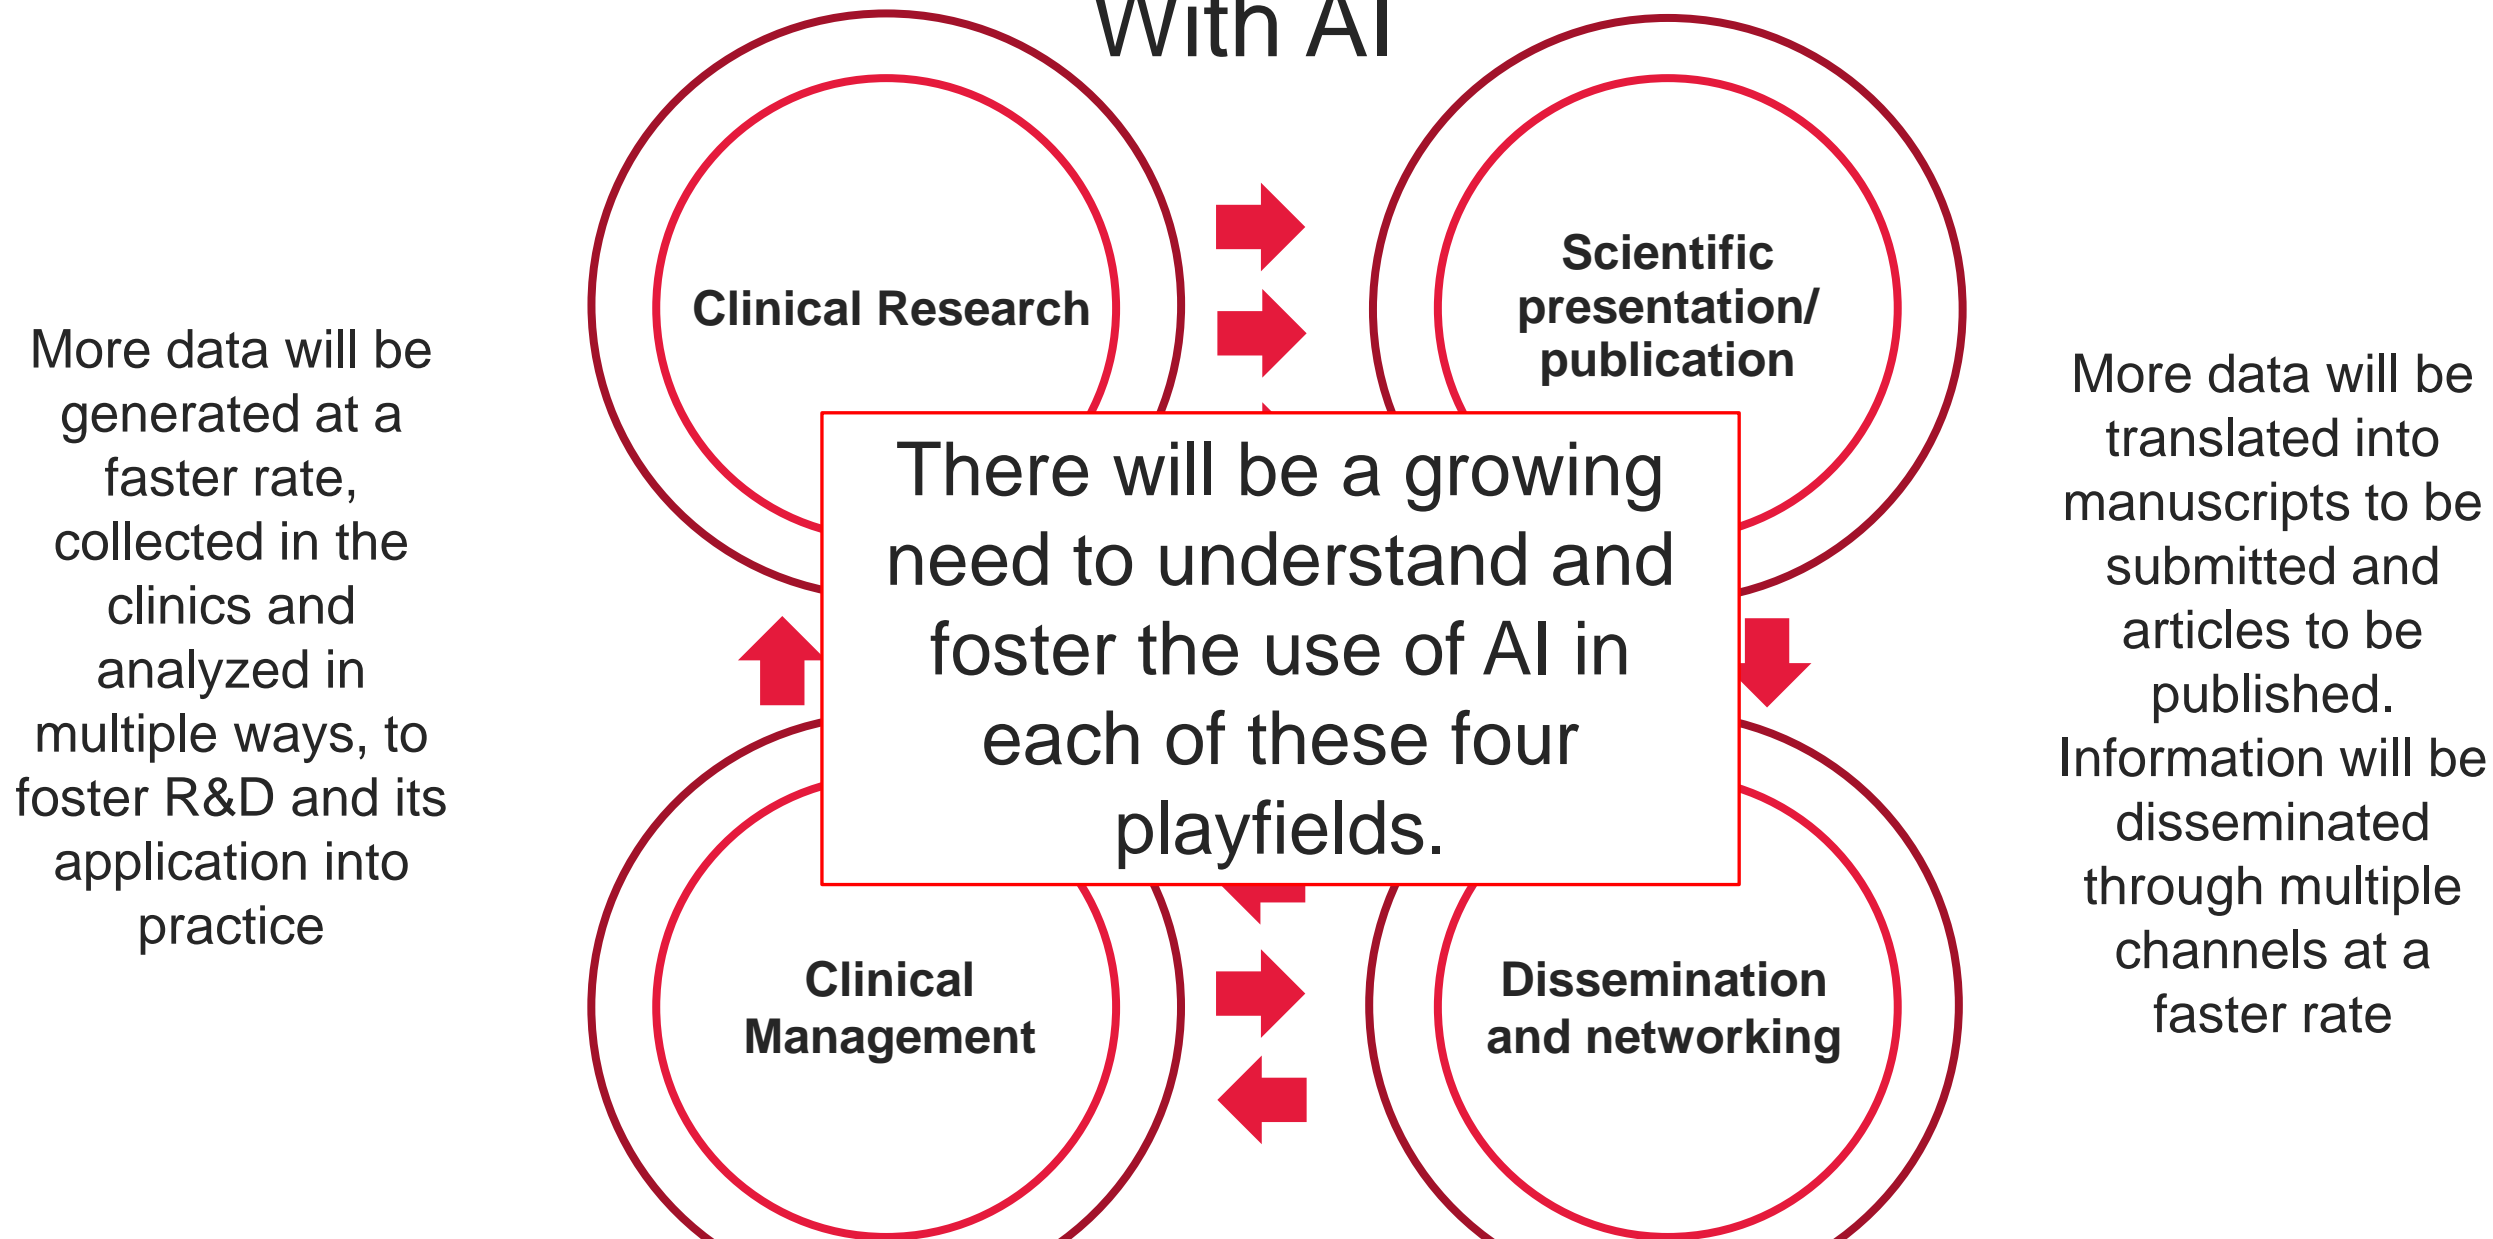 With AI
Clinical Research
Scientific
presentation/
publication
More data will be
generated at a
faster rate,
collected in the
clinics and
analyzed in
multiple ways, to
foster R&D and its
application into
practice
There will be a growing
need to understand and
foster the use of AI in
each of these four
playfields.
More data will be
translated into
manuscripts to be
submitted and
articles to be
published.
Information will be
disseminated
through multiple
channels at a
faster rate
Clinical
Management
Dissemination
and networking